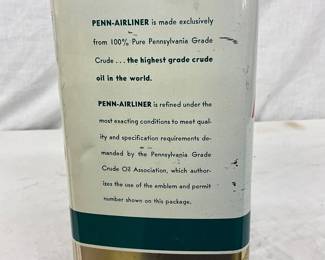 PENN-AIRLINER is made exclusively
from 100% Pure Pennsylvania Grade
Crude . . . the highest grade crude
oil in the world.
PENN-AIRLINER is refined under the
most exacting conditions to meet qual-
ity and specification requirements de-
manded by the Pennsylvania Grade
Crude Oil Association, which author-
izes the use of the emblem and permit
number shown on this package.